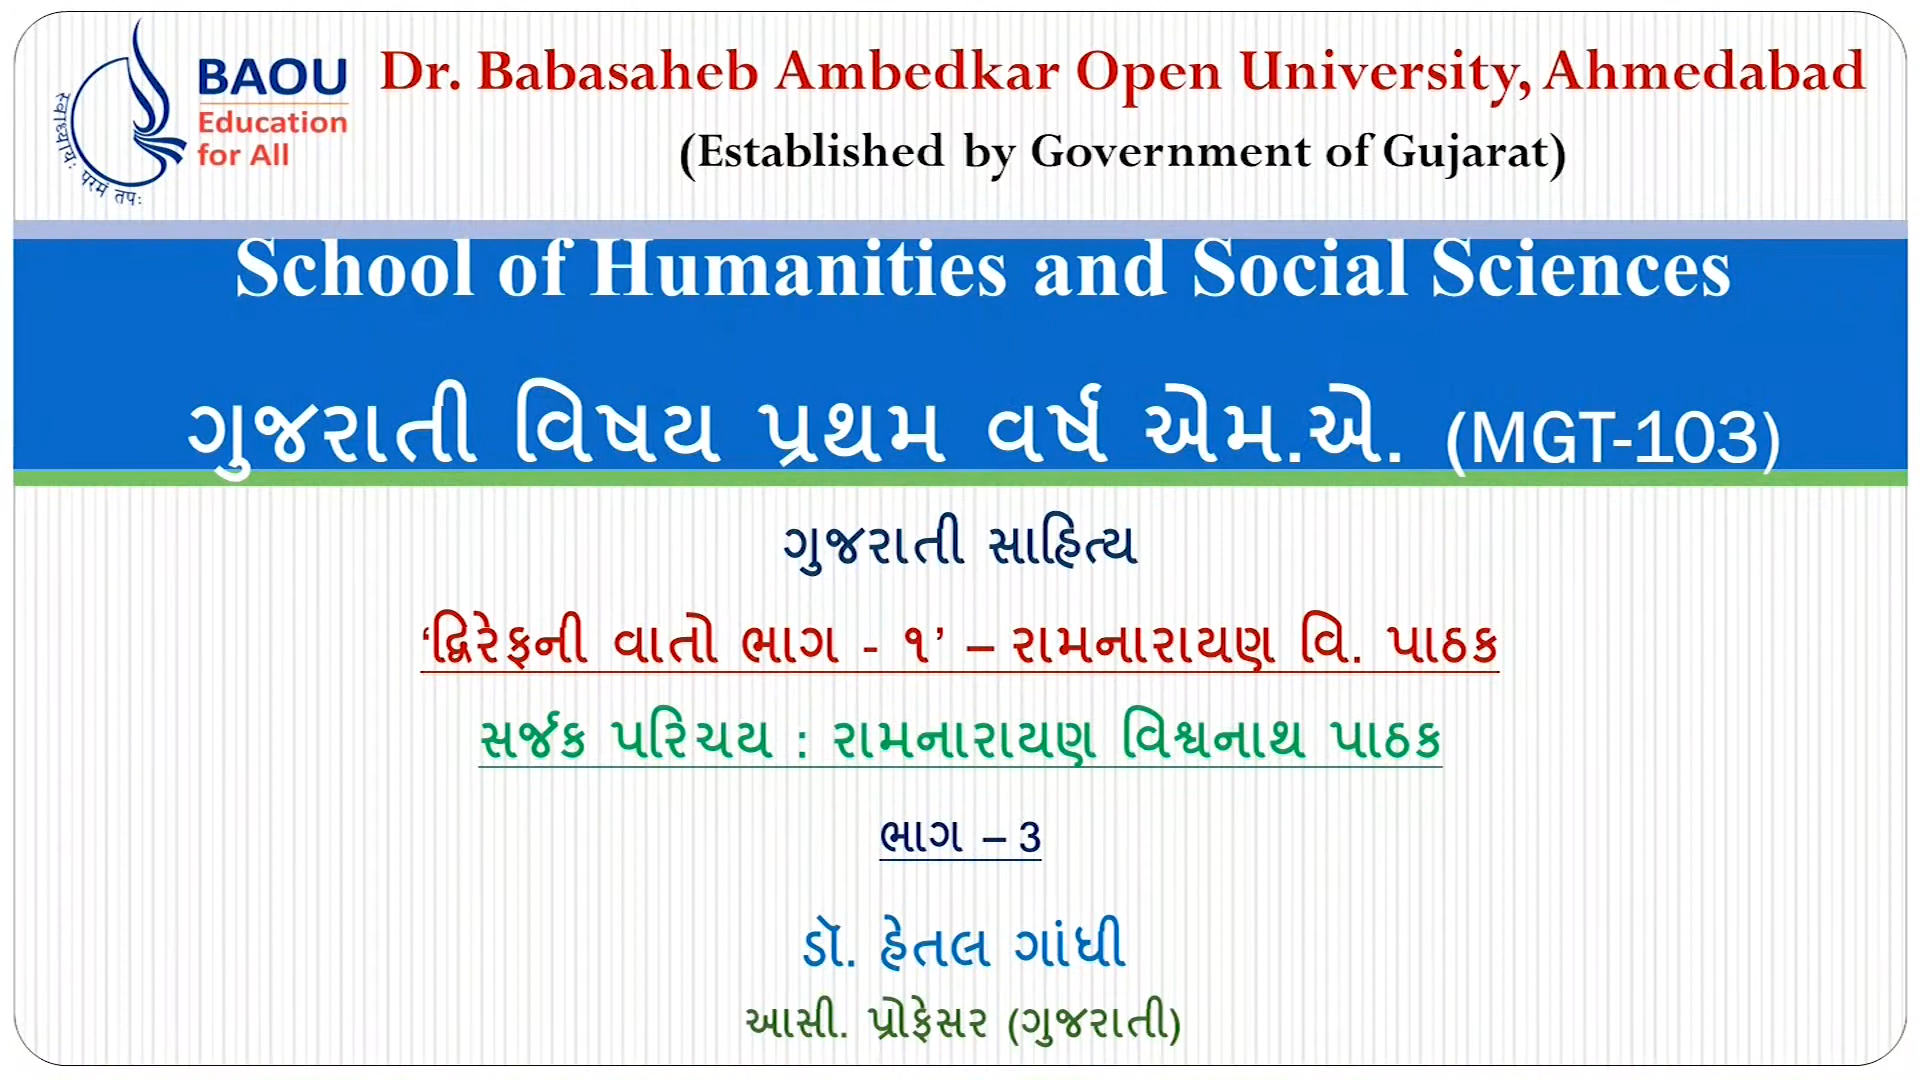 स्वाध्यायः परमं तपः
BAOU
Education
for All
Dr. Babasaheb Ambedkar Open University, Ahmedabad
(Established by Government of Gujarat)
School of Humanities and Social Sciences
ગુજરાતી વિષય પ્રથમ વર્ષ એમ.એ. (MGT-103)
ગુજરાતી સાહિત્ય
‘દ્વિરેફની વાતો ભાગ - ૧’ – રામનારાયણ વિ. પાઠક
સર્જક પરિચય : રામનારાયણ વિશ્વનાથ પાઠક
ભાગ – 3
ડૉ. હેતલ ગાંધી
આસી. પ્રોફેસર (ગુજરાતી)